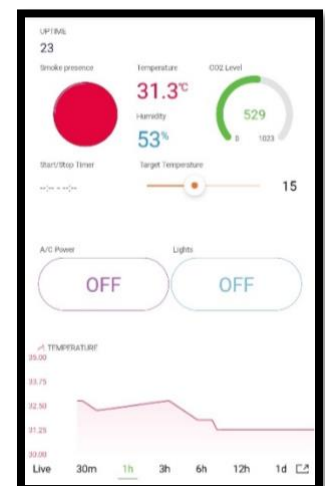 UPTIME
23
Smoke presence
Temperature
CO2 Level
31.3℃
Humidity
53%
529
0 1023
Start/Stop Timer
Target Temperature
--:-- - --:--
15
A/C Power
Lights
OFF
OFF
TEMPERATURE
35.00
33.75
32.50
31.25
30.00
Live 30m 1h 3h 6h 12h 1d